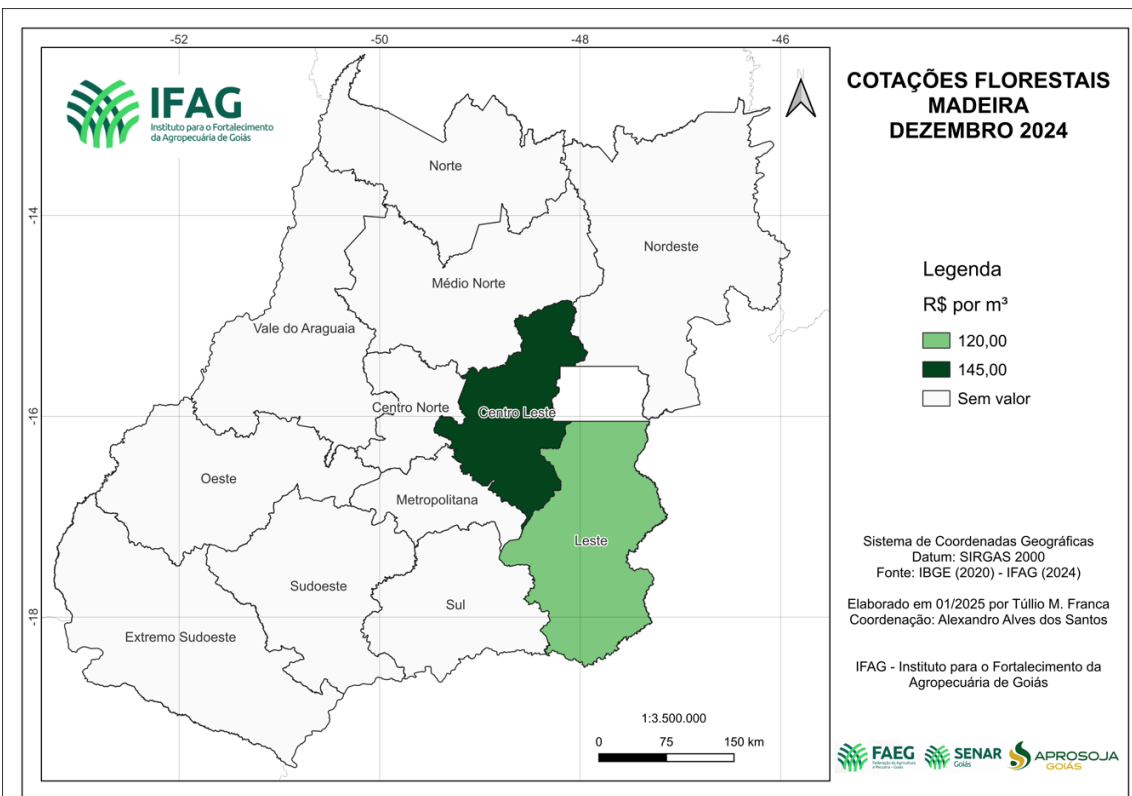 -52
-50
-48
-46
IFAG
Instituto para o Fortalecimento
da Agropecuária de Goiás
N
COTAÇÕES FLORESTAIS
MADEIRA
DEZEMBRO 2024
Norte
-14
Nordeste
Médio Norte
Vale do Araguaia
Legenda
R$ por m³
120,00
145,00
Sem valor
Centro Norte
Centro Leste
-16
Oeste
Metropolitana
Leste
Sudoeste
Sul
-18
Extremo Sudoeste
Sistema de Coordenadas Geográficas
Datum: SIRGAS 2000
Fonte: IBGE (2020) - IFAG (2024)
Elaborado em 01/2025 por Túllio M. Franca
Coordenação: Alexandro Alves dos Santos
IFAG - Instituto para o Fortalecimento da
Agropecuária de Goiás
1:3.500.000
0 75 150 km
FAEG
SENAR
Goiás
APROSOJA
GOIÁS